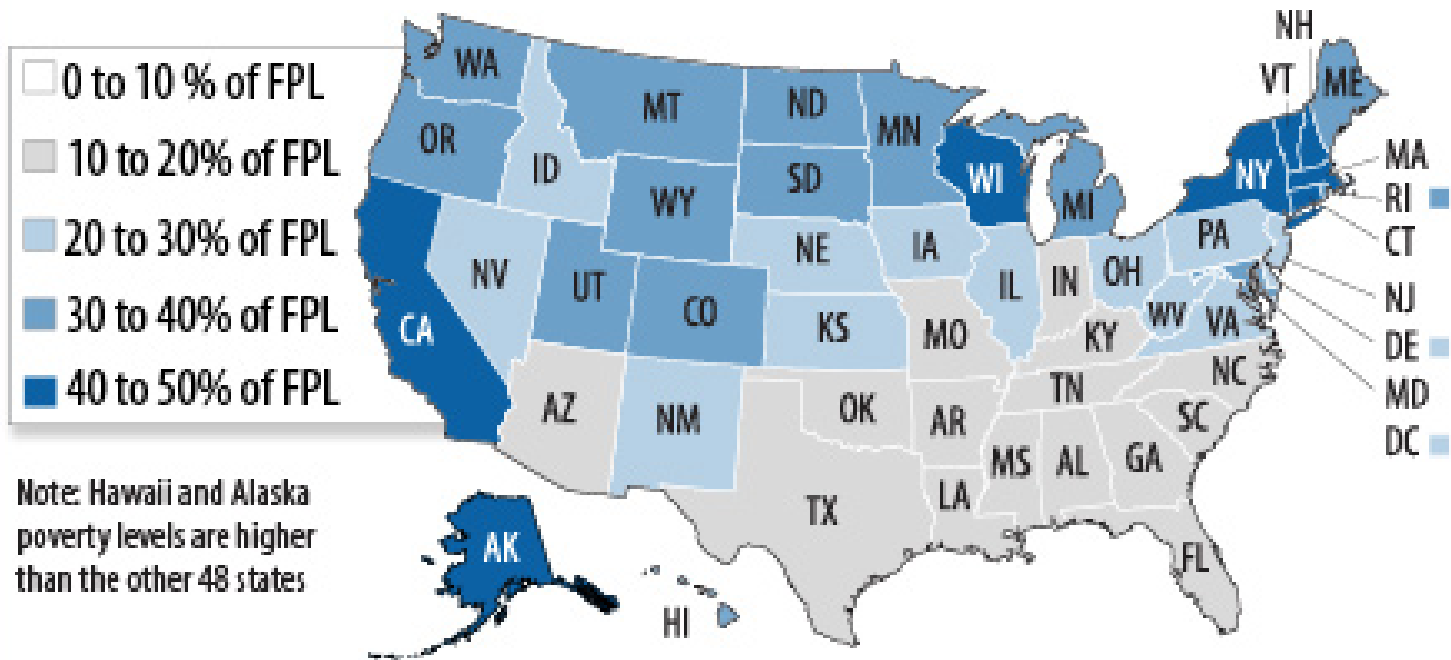 0 to 10 % of FPL
10 to 20% of FPL
20 to 30% of FPL
30 to 40% of FPL
40 to 50% of FPL
Note: Hawaii and Alaska
poverty levels are higher
than the other 48 states
WA
OR
CA
ID
NV
MT
WY
UT
CO
AZ
NM
ND
SD
NE
KS
OK
TX
MN
IA
MO
AR
LA
WI
IL
MI
IN
OH
KY
TN
MS
AL
GA
FL
SC
NC
VA
WV
PA
NY
VT
NH
ME
MA
RI
CT
NJ
DE
MD
DC
AK
HI